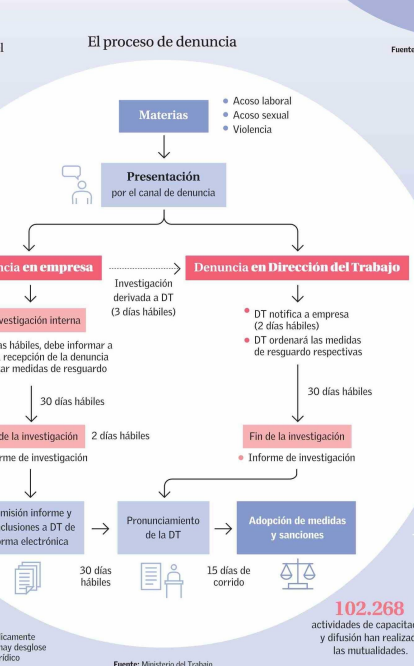 El proceso de denuncia
Fuente
Materias
Acoso laboral
Acoso sexual
Violencia
Presentación
por el canal de denuncia
ncia en empresa
Investigación
derivada a DT
(3 días hábiles)
Denuncia en Dirección del Trabajo
vestigación interna
as hábiles, debe informar a
recepción de la denuncia
ar medidas de resguardo
DT notifica a empresa
(2 días hábiles)
DT ordenará las medidas
de resguardo respectivas
30 días hábiles
30 días hábiles
de la investigación
2 días hábiles
rme de investigación
Fin de la investigación
Informe de investigación
misión informe y
clusiones a DT de
orma electrónica
30 días
hábiles
Pronunciamiento
de la DT
15 días de
corrido
Adopción de medidas
y sanciones
102.268
actividades de capacita
y difusión han realizad
las mutualidades.
icamente
hay desglose
rídico
Fuente: Ministerio del Trabajo